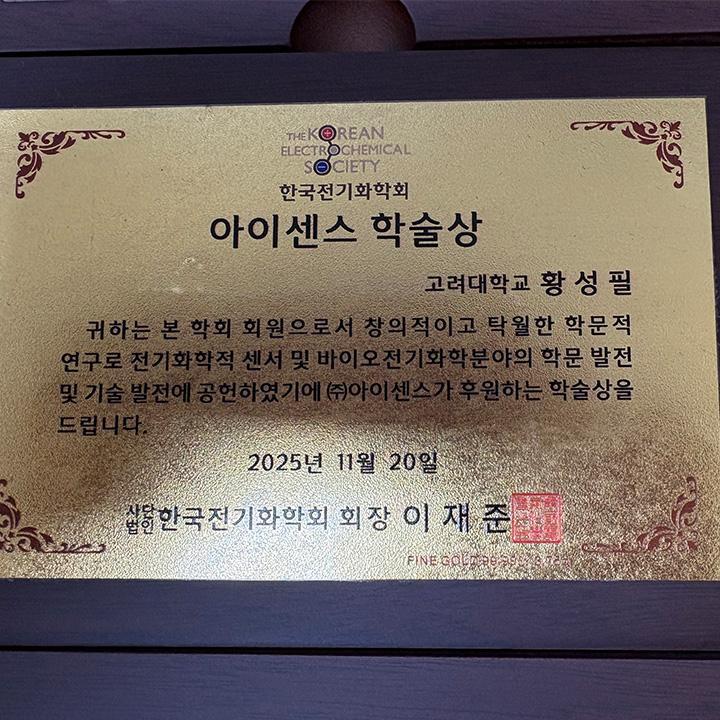 THE KOREAN
ELECTROCHEMICAL
SOCIETY
한국전기화학회
아이센스 학술상
고려대학교 황성필
귀하는 본 학회 회원으로서 창의적이고 탁월한 학문적
연구로 전기화학적 센서 및 바이오전기화학분야의 학문 발전
및 기술 발전에 공헌하였기에 ㈜아이센스가 후원하는 학술상을
드립니다.
2025년 11월 20일
사단법인 한국전기화학회 회장 이재준
FINE GOLD